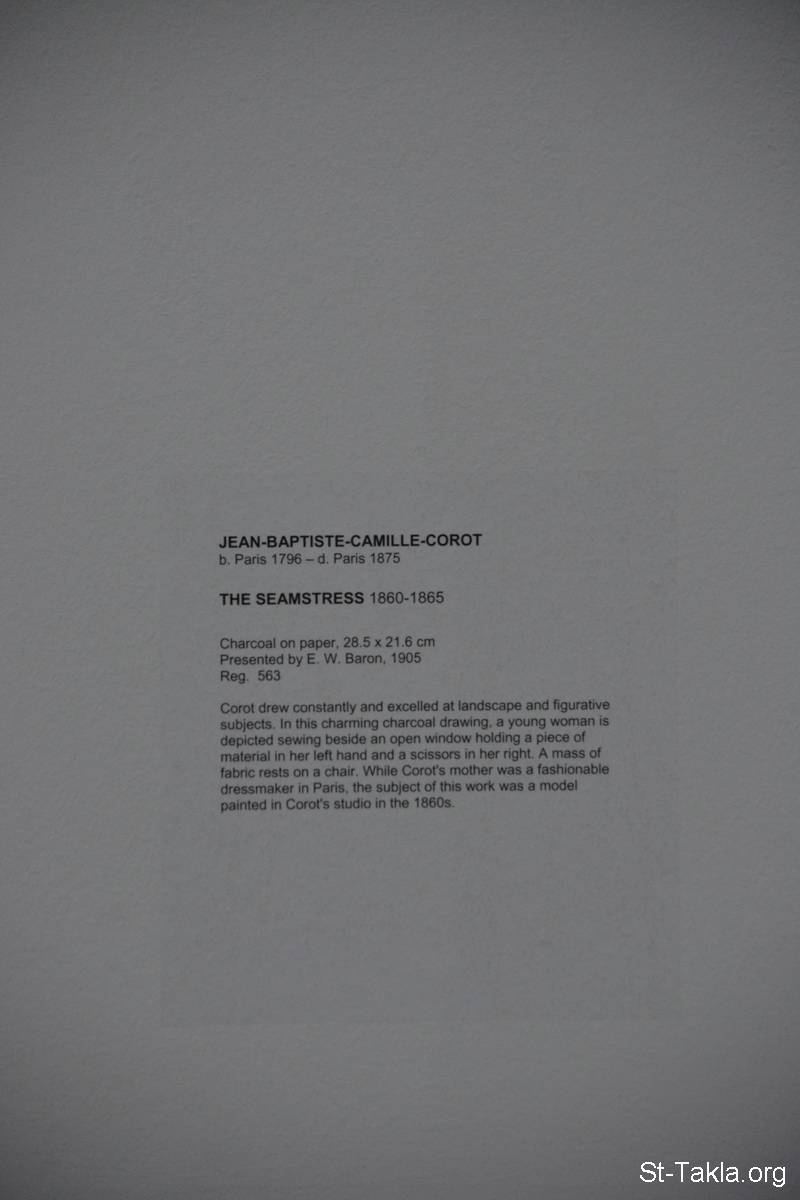 JEAN-BAPTISTE-CAMILLE-COROT
b. Paris 1796 – d. Paris 1875
THE SEAMSTRESS 1860-1865
Charcoal on paper, 28.5 x 21.6 cm
Presented by E. W. Baron, 1905
Reg. 563
Corot drew constantly and excelled at landscape and figurative
subjects. In this charming charcoal drawing, a young woman is
depicted sewing beside an open window holding a piece of
material in her left hand and a scissors in her right. A mass of
fabric rests on a chair. While Corot's mother was a fashionable
dressmaker in Paris, the subject of this work was a model
painted in Corot's studio in the 1860s.
St-Takla.org